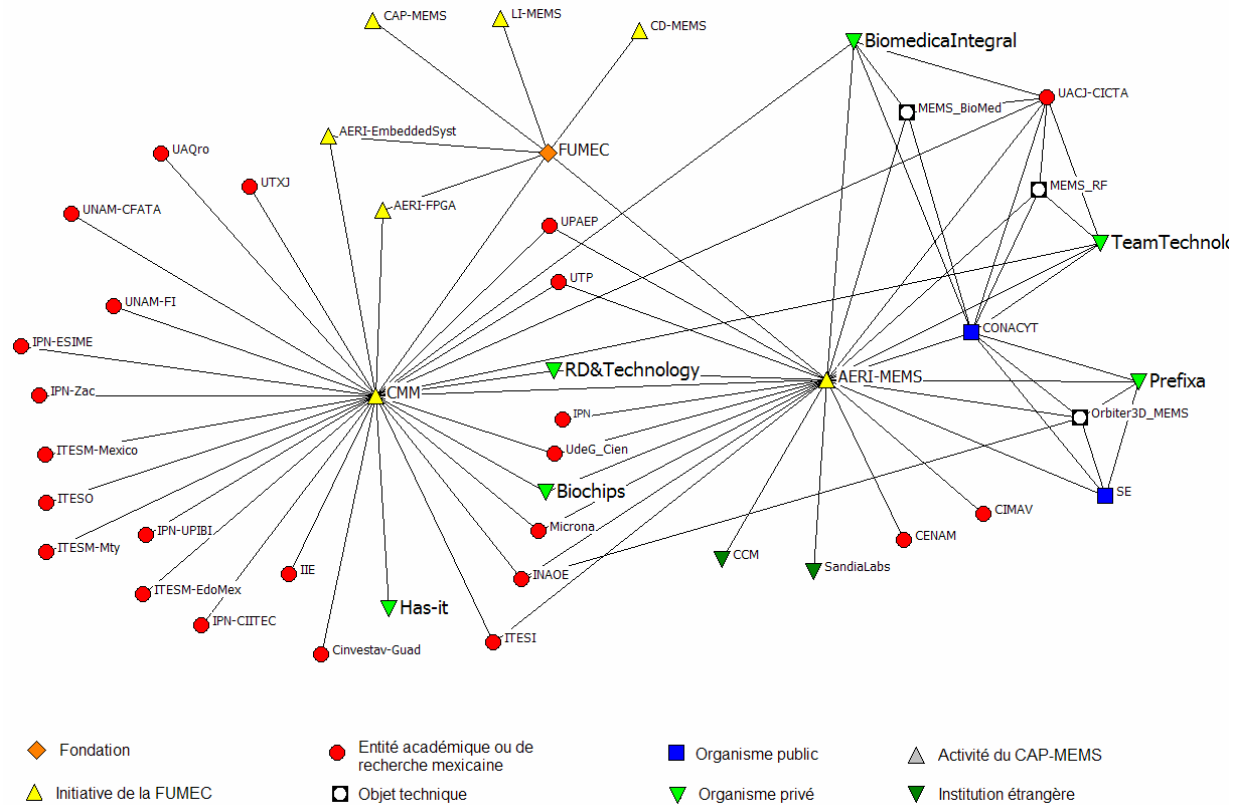 CAP-MEMS
LI-MEMS
CD-MEMS
BiomedicaIntegral
UACJ-CICTA
MEMS_BioMed
AERI-EmbeddedSyst
FUMEC
UAQro
UTXJ
MEMS_RF
AERI-FPGA
UNAM-CFATA
UPAEP
TeamTechnolo
UTP
UNAM-FI
CONACYT
IPN-ESIME
RD&Technology
AERI-MEMS
Prefixa
IPN-Zac
CMM
Orbiter3D_MEMS
IPN
ITESM-Mexico
UdeG_Cien
Biochips
SE
ITESO
CIMAV
IPN-UPIBI
Microna
CENAM
ITESM-Mty
CCM
SandiaLabs
IIE
INAOE
ITESM-EdoMex
Has-it
IPN-CIITEC
ITESI
Cinvestav-Guad
Fondation
Entité académique ou de
recherche mexicaine
Organisme public
Activité du CAP-MEMS
Initiative de la FUMEC
Objet technique
Organisme privé
Institution étrangère